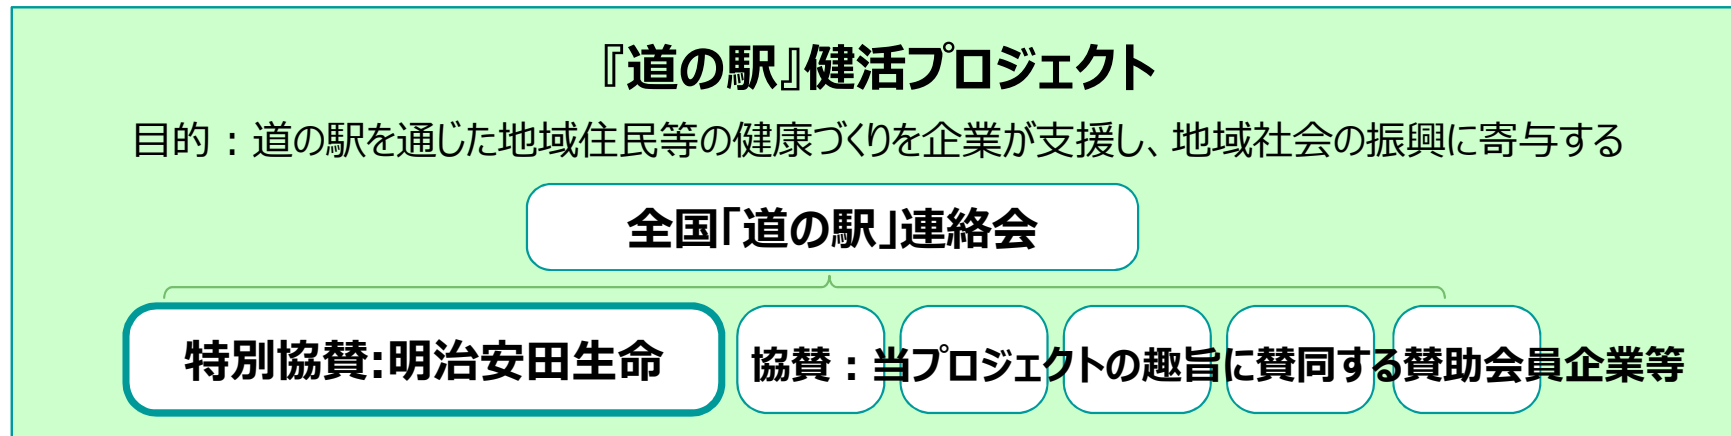 『道の駅』健活プロジェクト
目的：道の駅を通じた地域住民等の健康づくりを企業が支援し、地域社会の振興に寄与する
全国「道の駅」連絡会
特別協賛:明治安田生命
協賛：当プロジェクトの趣旨に賛同する賛助会員企業等